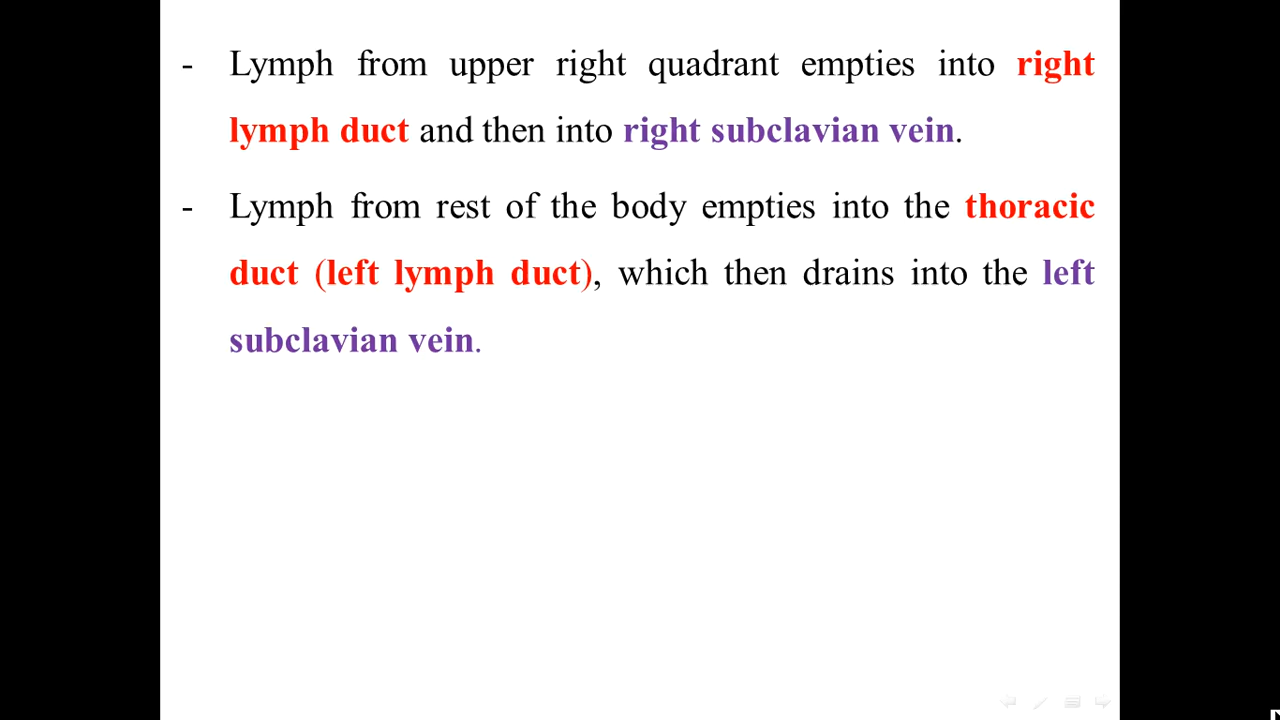 - Lymph from upper right quadrant empties into right
lymph duct and then into right subclavian vein.
- Lymph from rest of the body empties into the thoracic
duct (left lymph duct), which then drains into the left
subclavian vein.